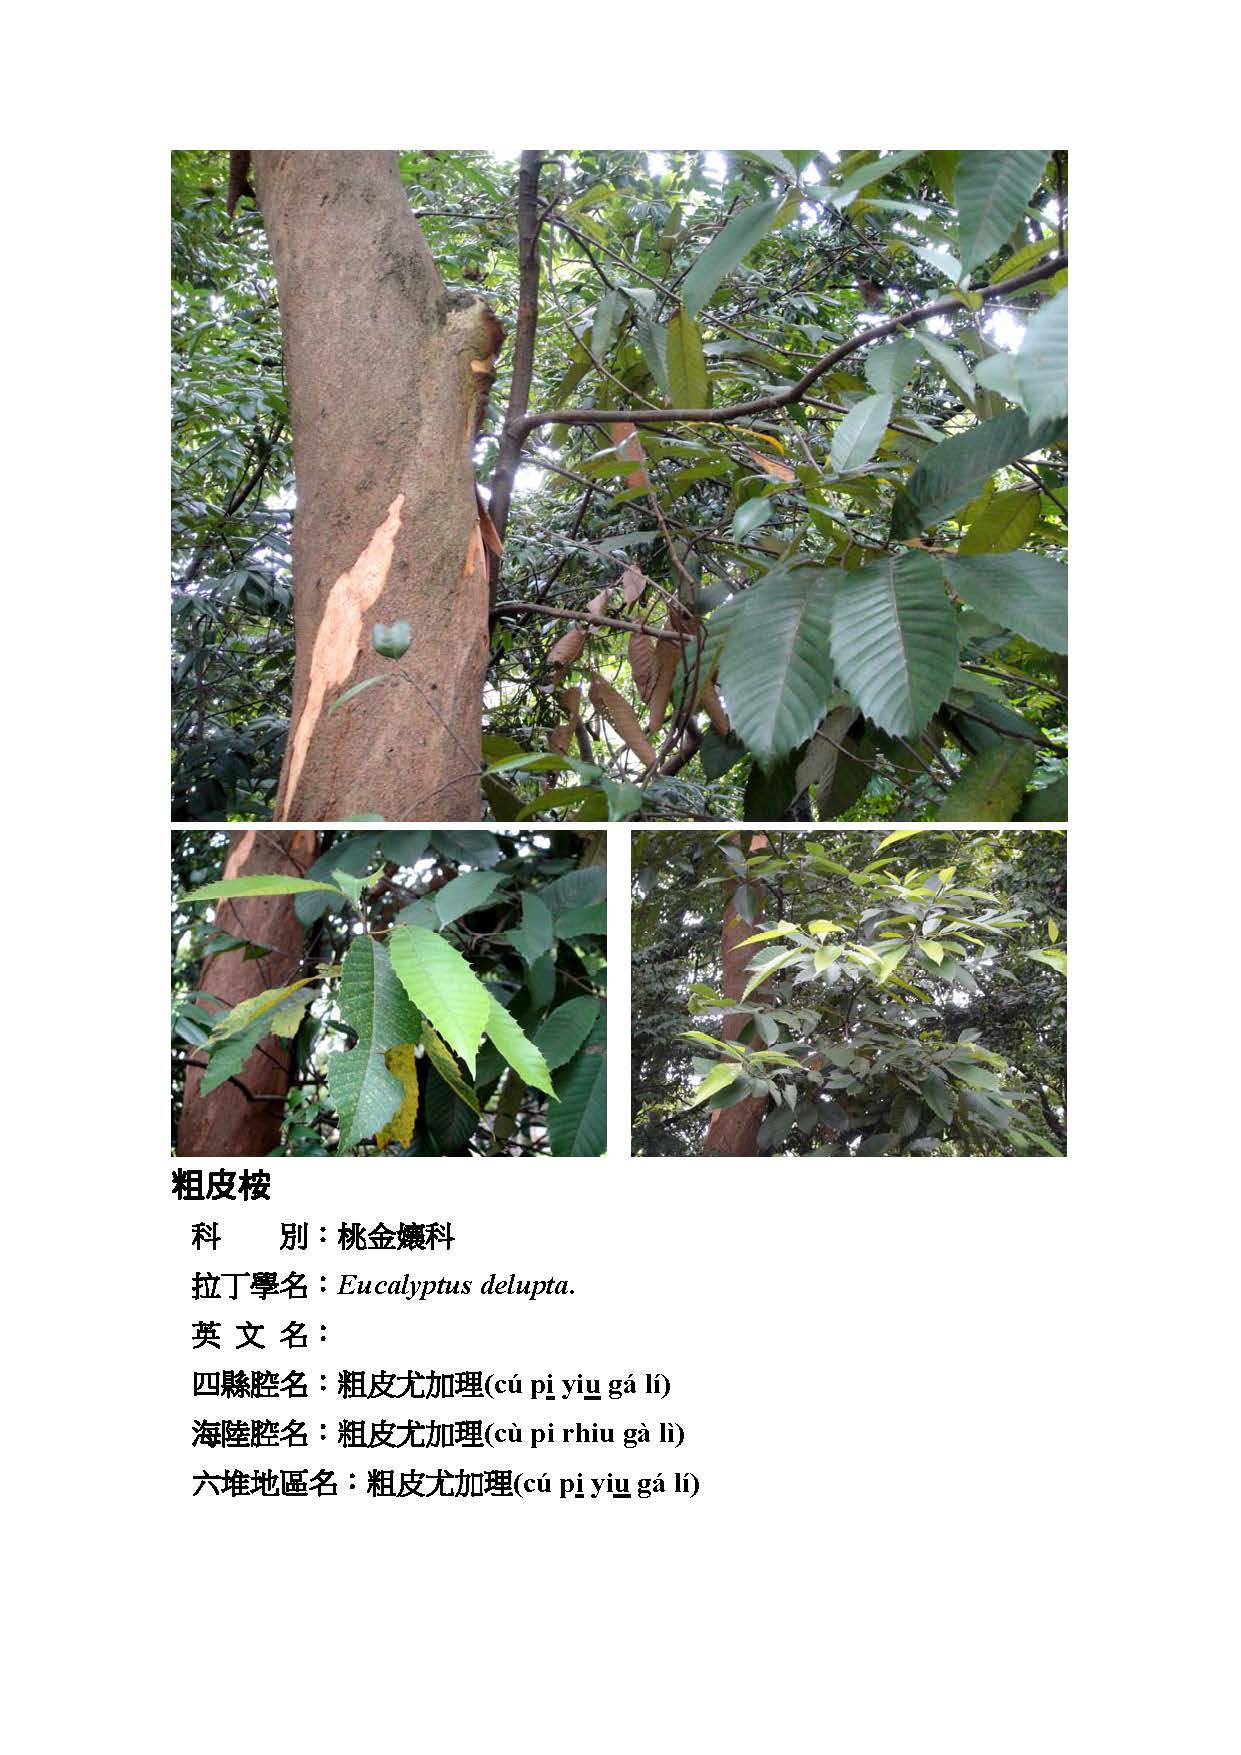 粗皮桉
科　　別：桃金孃科
拉丁學名：Eucalyptus delupta.
英 文 名：
四縣腔名：粗皮尤加理(cú pi yiu gá lí)
海陸腔名：粗皮尤加理(cù pi rhiu gà lì)
六堆地區名：粗皮尤加理(cú pi yiu gá lí)